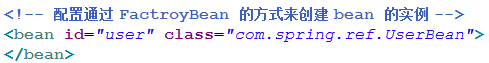 <!-- 配置通过 FactroyBean 的方式来创建 bean 的实例 -->
<bean id="user" class="com.spring.ref.UserBean">
</bean>